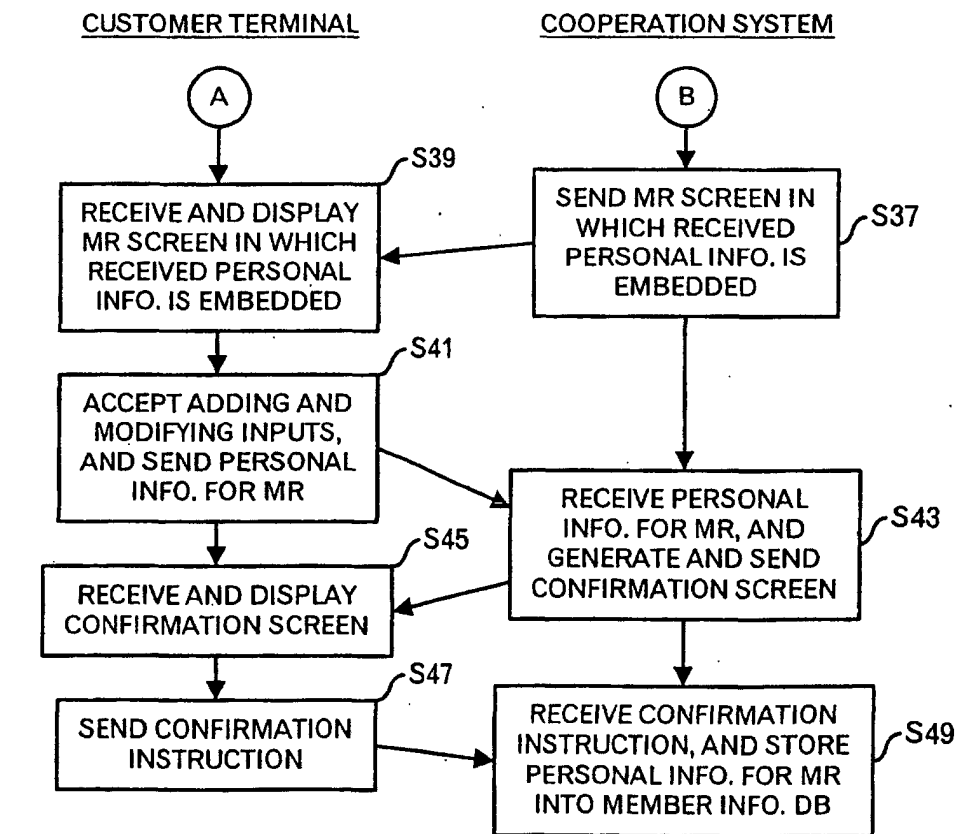 CUSTOMER TERMINAL
COOPERATION SYSTEM
A
B
S39
RECEIVE AND DISPLAY
MR SCREEN IN WHICH
RECEIVED PERSONAL
INFO. IS EMBEDDED
SEND MR SCREEN IN
WHICH RECEIVED
PERSONAL INFO. IS
EMBEDDED
S37
S41
ACCEPT ADDING AND
MODIFYING INPUTS,
AND SEND PERSONAL
INFO. FOR MR
RECEIVE PERSONAL
INFO. FOR MR, AND
GENERATE AND SEND
CONFIRMATION SCREEN
S43
S45
RECEIVE AND DISPLAY
CONFIRMATION SCREEN
S47
SEND CONFIRMATION
INSTRUCTION
RECEIVE CONFIRMATION
INSTRUCTION, AND STORE
PERSONAL INFO. FOR MR
INTO MEMBER INFO. DB
S49